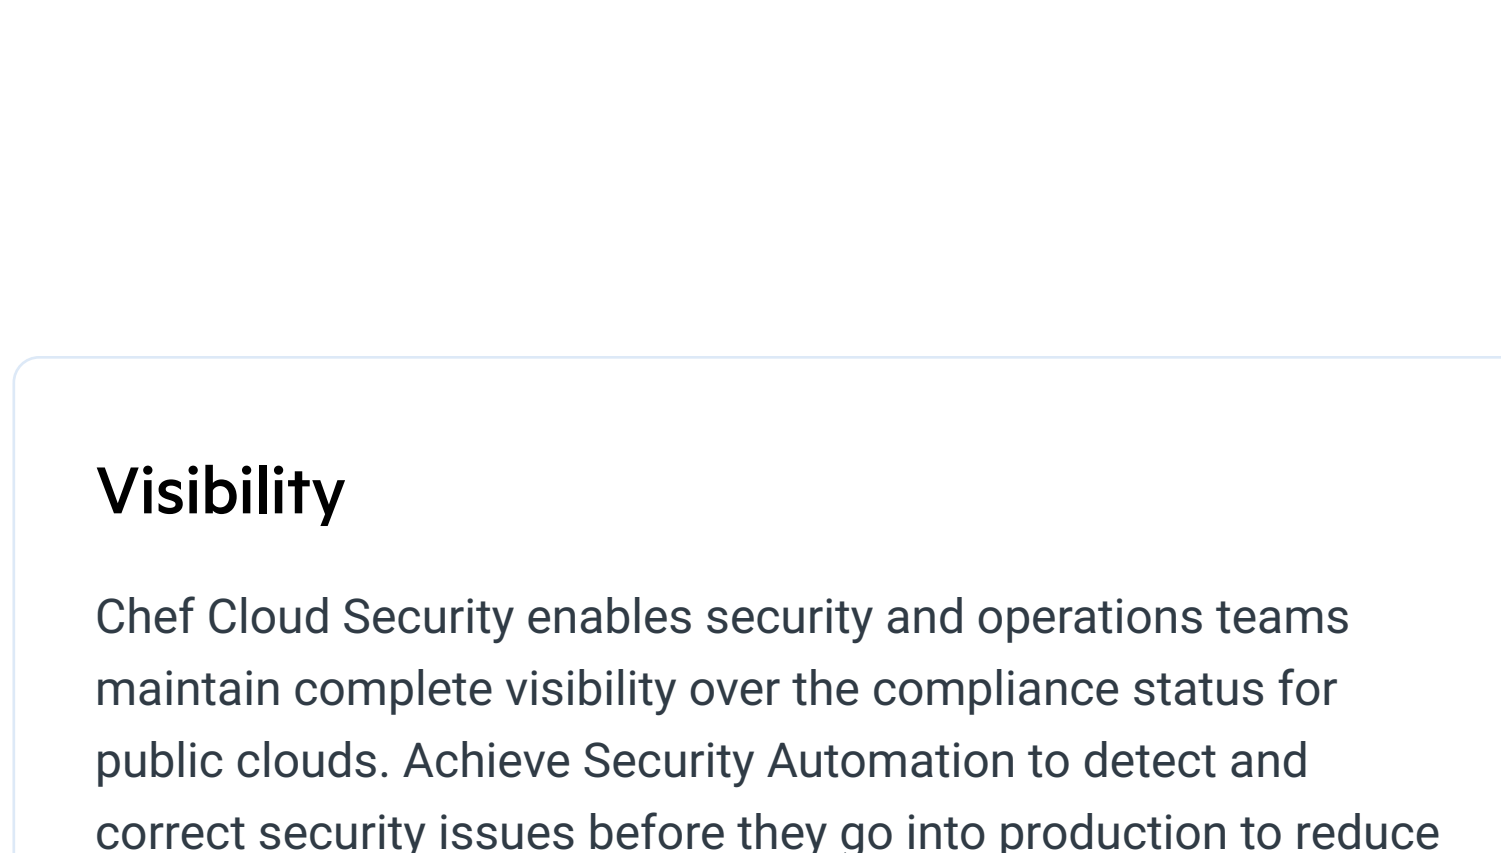 Visibility
Chef Cloud Security enables security and operations teams
maintain complete visibility over the compliance status for
public clouds. Achieve Security Automation to detect and
correct security issues before they go into production to reduce